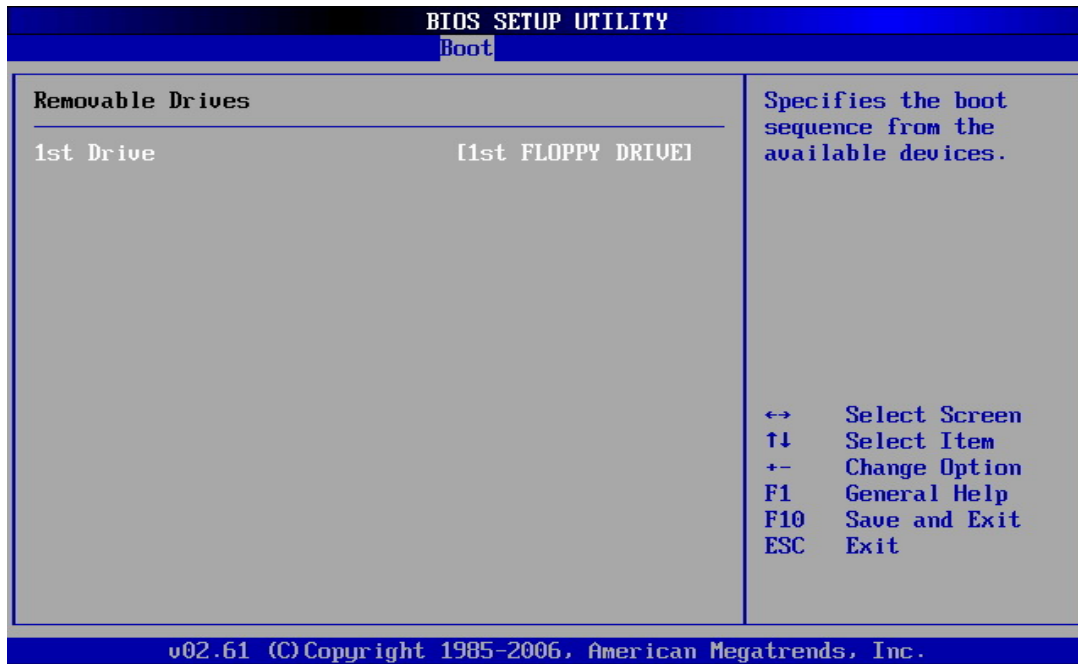 BIOS SETUP UTILITY
Boot
Removable Drives
1st Drive [1st FLOPPY DRIVE]
Specifies the boot
sequence from the
available devices.
←→ Select Screen
↑↓ Select Item
+- Change Option
F1 General Help
F10 Save and Exit
ESC Exit
v02.61 (C)Copyright 1985-2006, American Megatrends, Inc.